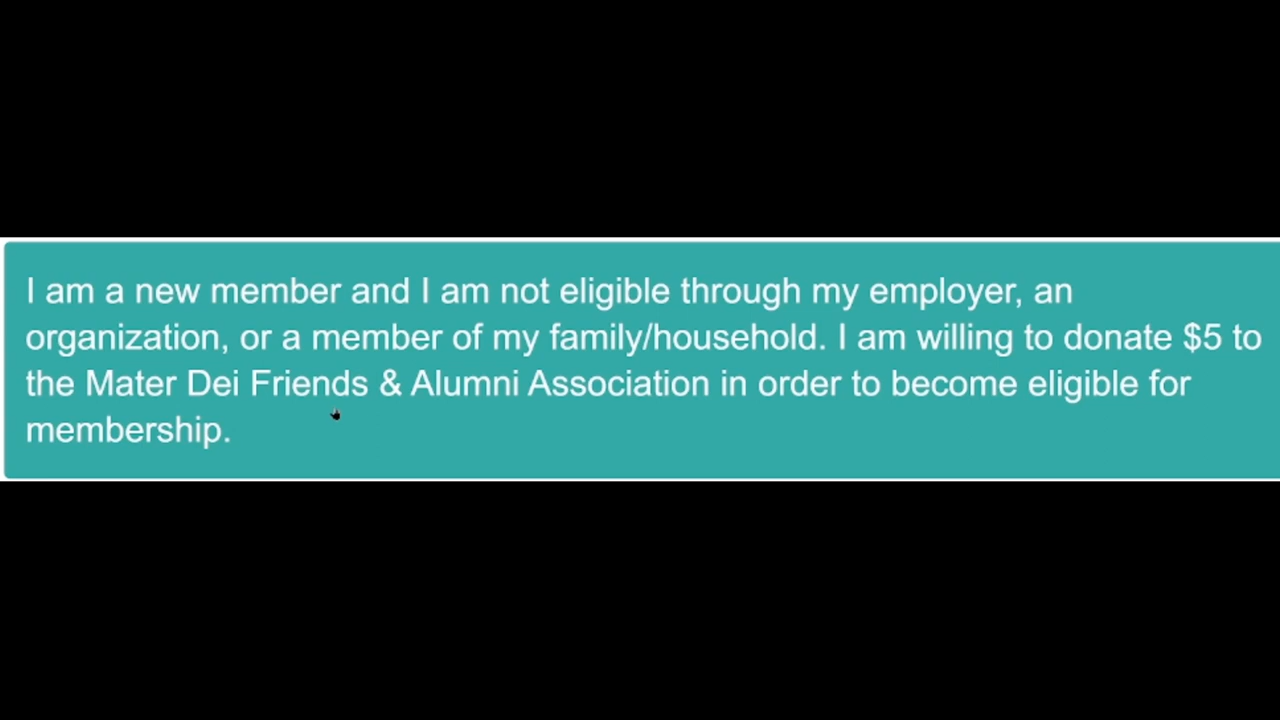 I am a new member and I am not eligible through my employer, an
organization, or a member of my family/household. I am willing to donate $5 to
the Mater Dei Friends & Alumni Association in order to become eligible for
membership.